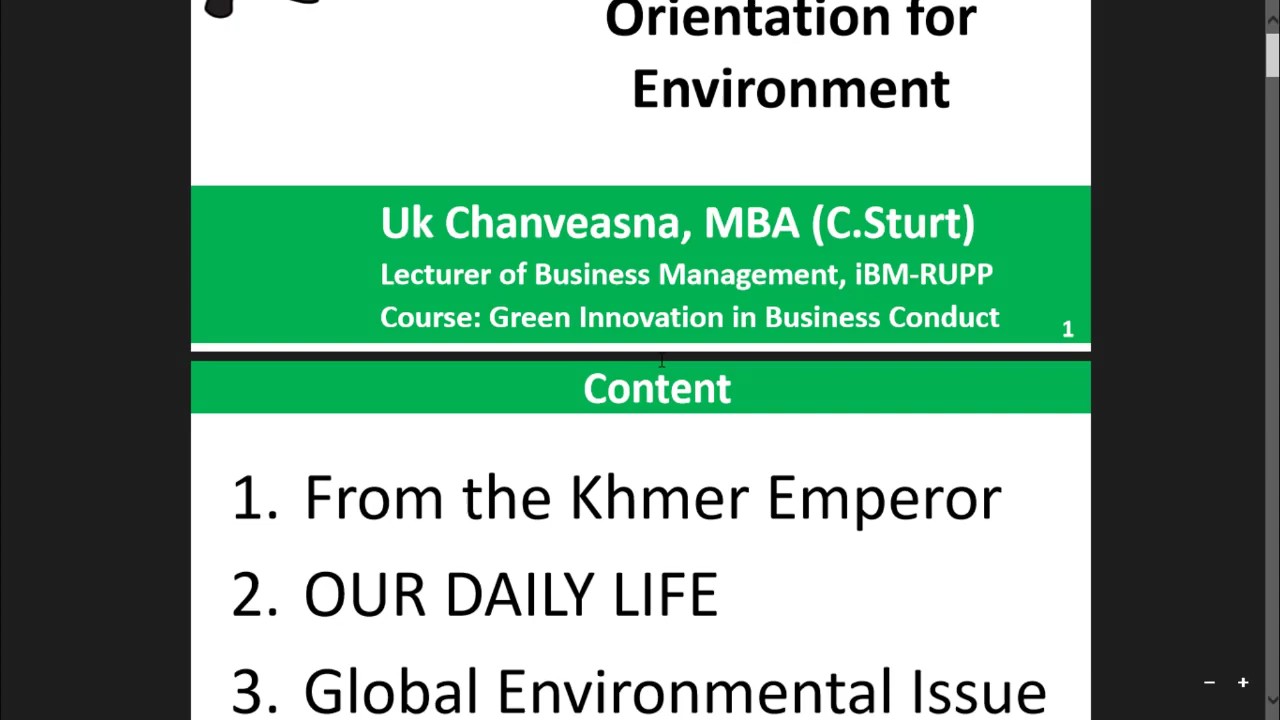 Orientation for
Environment
Uk Chanveasna, MBA (C.Sturt)
Lecturer of Business Management, iBM-RUPP
Course: Green Innovation in Business Conduct
1
Content
1. From the Khmer Emperor
2. OUR DAILY LIFE
3. Global Environmental Issue